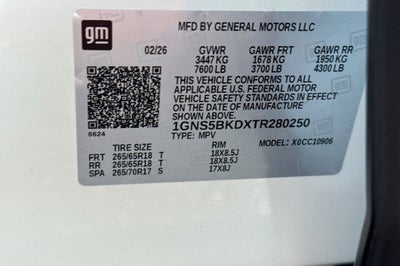 gm
MFD BY GENERAL MOTORS LLC
02/26 GVWR GAWR FRT GAWR RR
3447 KG 1678 KG 1950 KG
7600 LB 3700 LB 4300 LB
THIS VEHICLE CONFORMS TO ALL
APPLICABLE U.S. FEDERAL MOTOR
VEHICLE SAFETY STANDARDS IN EFFECT
ON THE DATE OF MANUFACTURE
SHOWN ABOVE.
1GNS5BKDXTR280250
TYPE: MPV
8624
TIRE SIZE RIM MODEL: X0CC10906
FRT 265/65R18 T 18X8.5J
RR 265/65R18 T 18X8.5J
SPA 265/70R17 S 17X8J